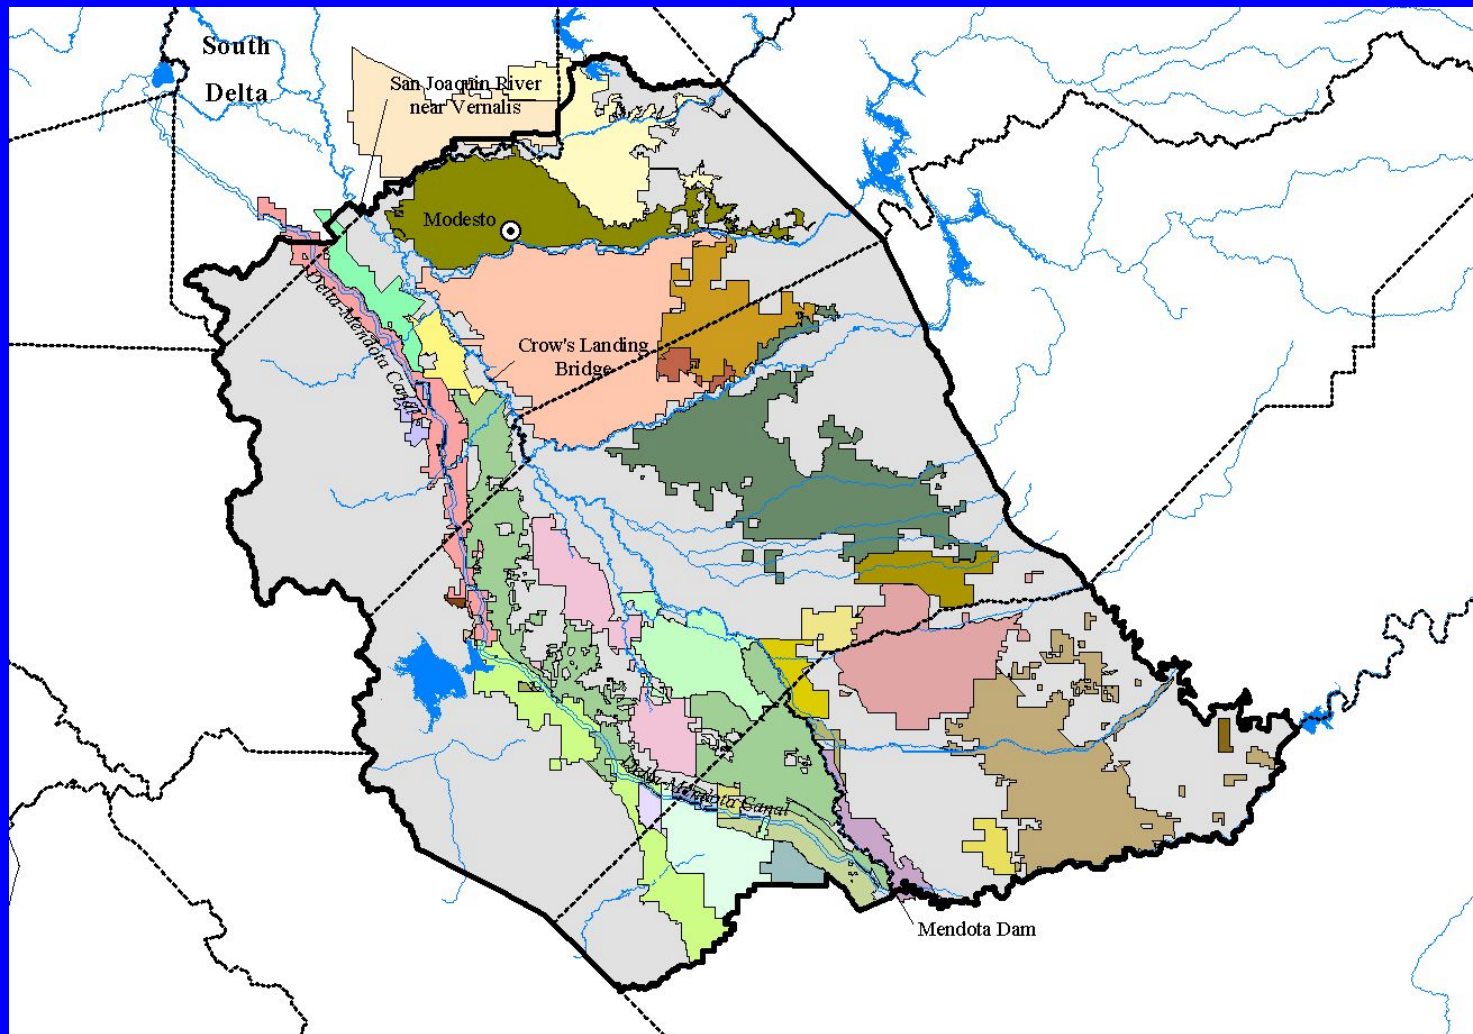 South
Delta
San Joaquin River
near Vernalis
Modesto
Delta-Mendota Canal
Crow's Landing
Bridge
Delta-Mendota Canal
Mendota Dam